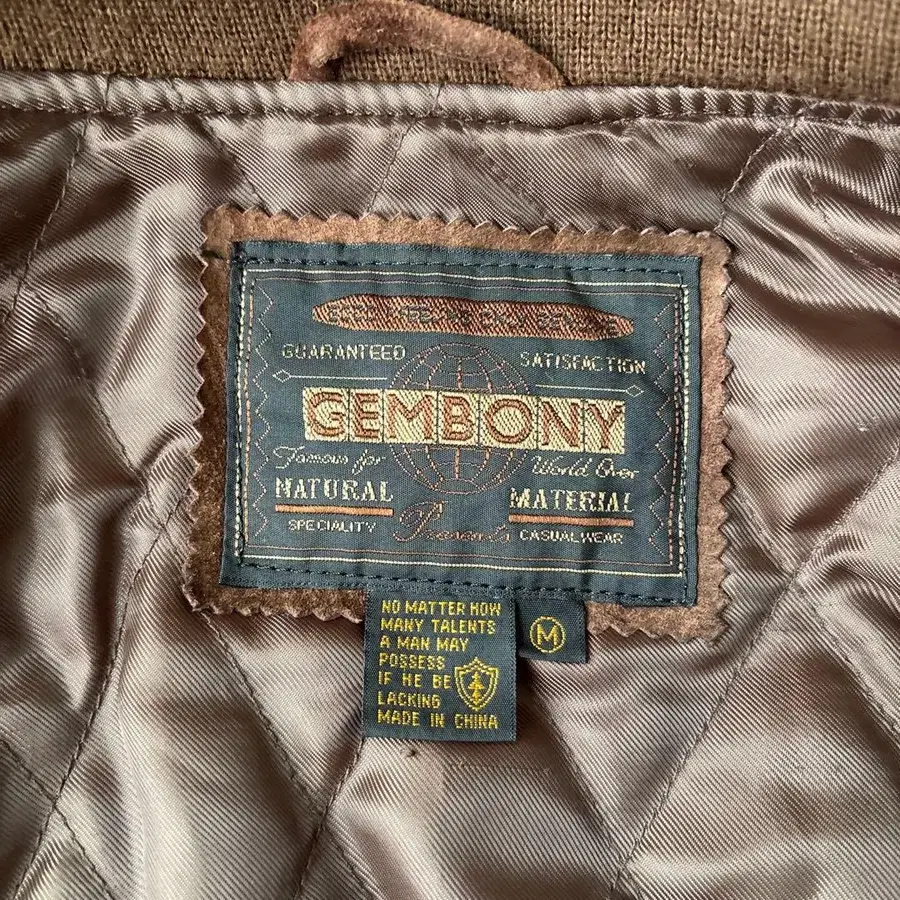 GUARANTEED SATISFACTION
GEMBONY
Famous for World Over
NATURAL MATERIAL
SPECIALITY Presents CASUAL WEAR
NO MATTER HOW
MANY TALENTS
A MAN MAY
POSSESS
IF HE BE
LACKING
MADE IN CHINA
M